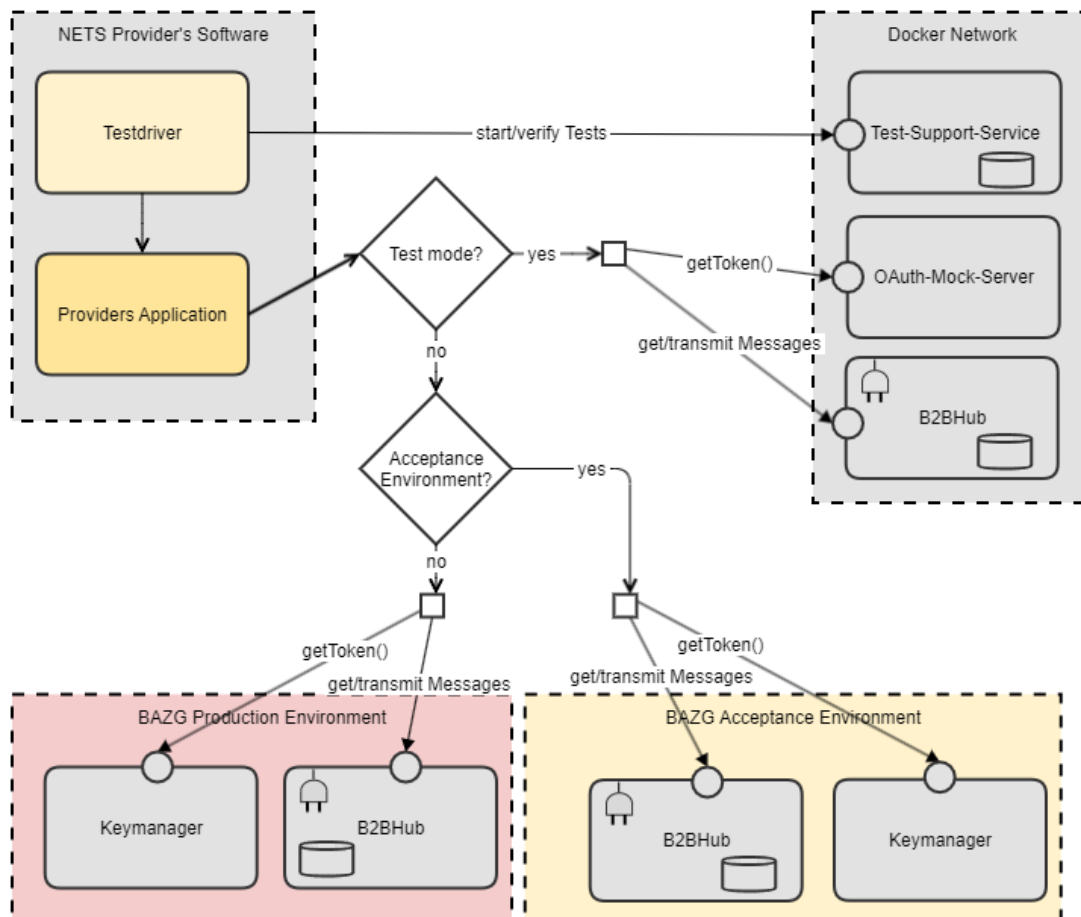 NETS Provider's Software
Docker Network
Testdriver
start/verify Tests
Test-Support-Service
Test mode?
yes
getToken()
OAuth-Mock-Server
Providers Application
get/transmit Messages
no
B2BHub
Acceptance
Environment?
yes
no
getToken()
get/transmit Messages
getToken()
get/transmit Messages
BAZG Production Environment
BAZG Acceptance Environment
Keymanager
B2BHub
B2BHub
Keymanager